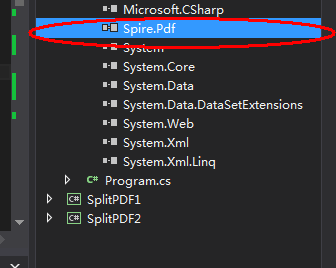 Microsoft.CSharp
Spire.Pdf
System
System.Core
System.Data
System.Data.DataSetExtensions
System.Web
System.Xml
System.Xml.Linq
C# Program.cs
C# SplitPDF1
C# SplitPDF2